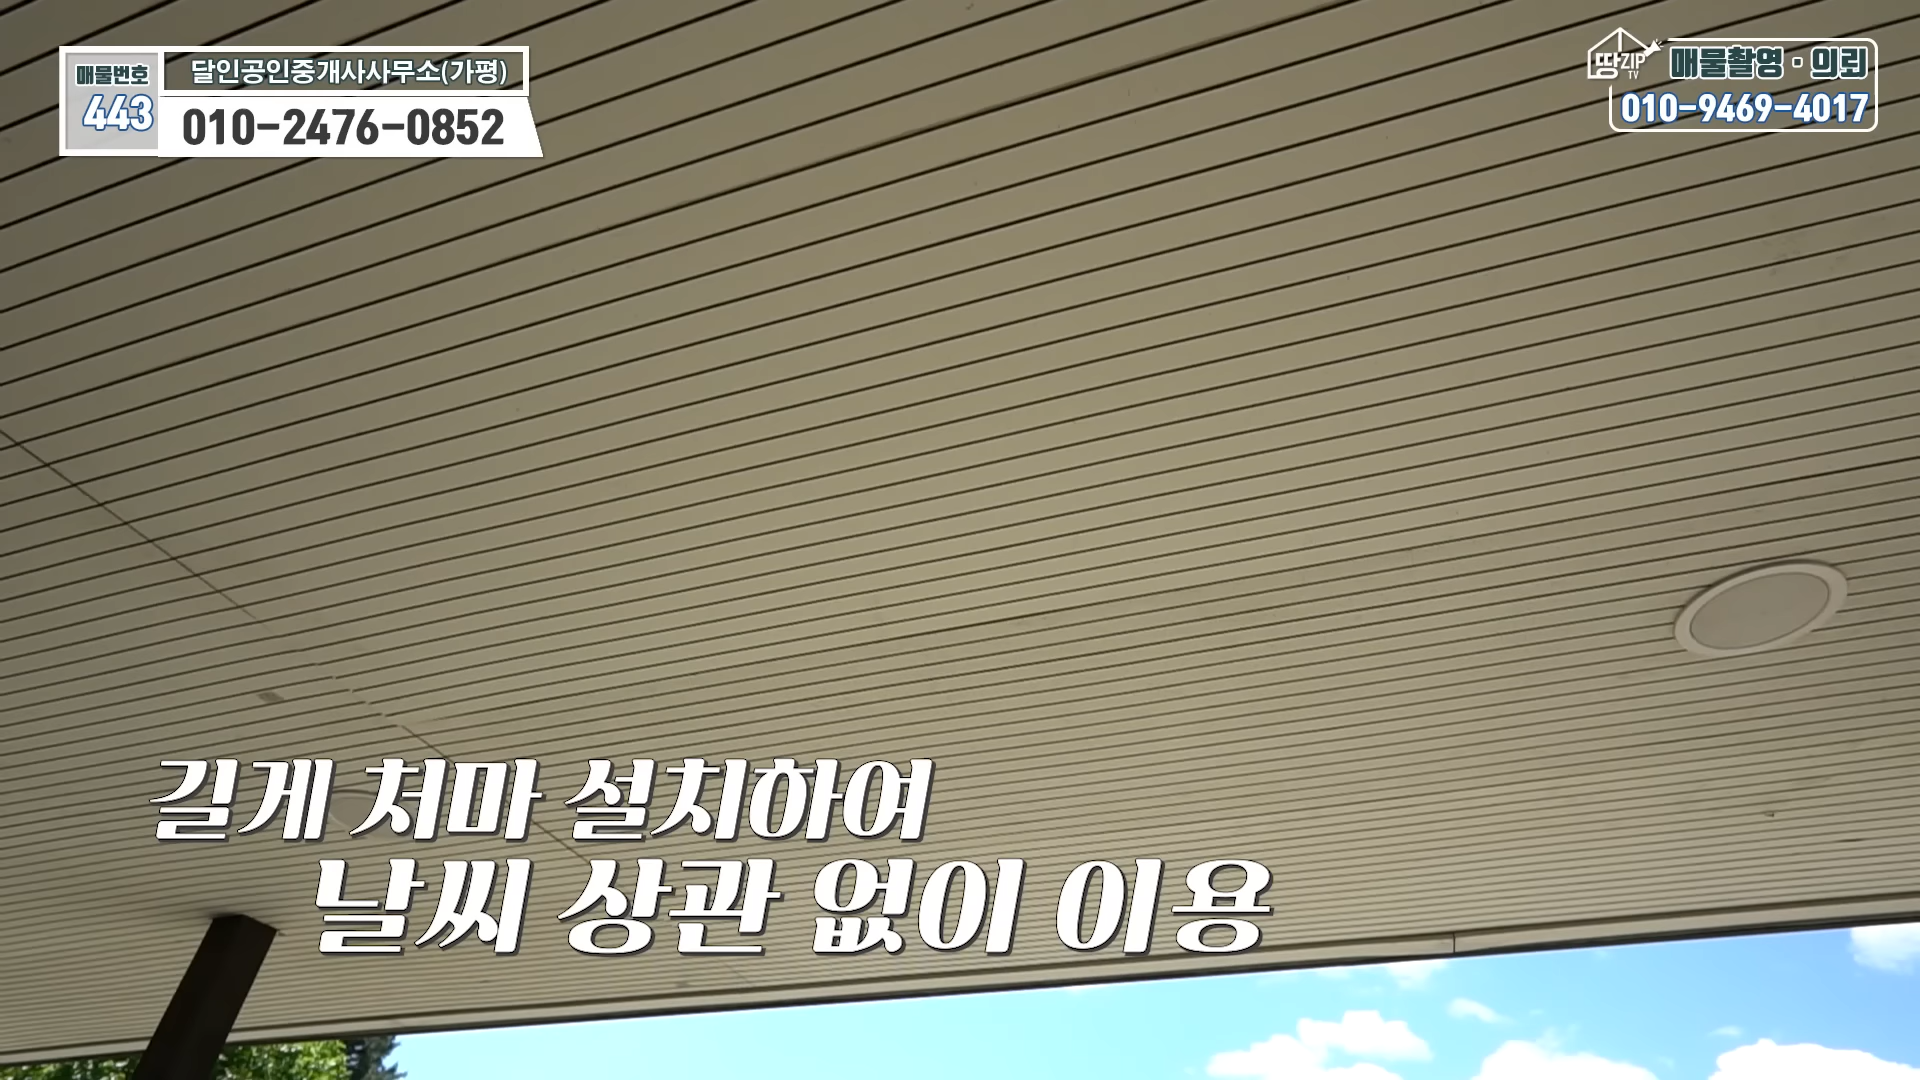 매물번호
443
달인공인중개사사무소(가평)
010-2476-0852
땅ZIP
TV
매물촬영·의뢰
010-9469-4017
길게 처마 설치하여
날씨 상관 없이 이용